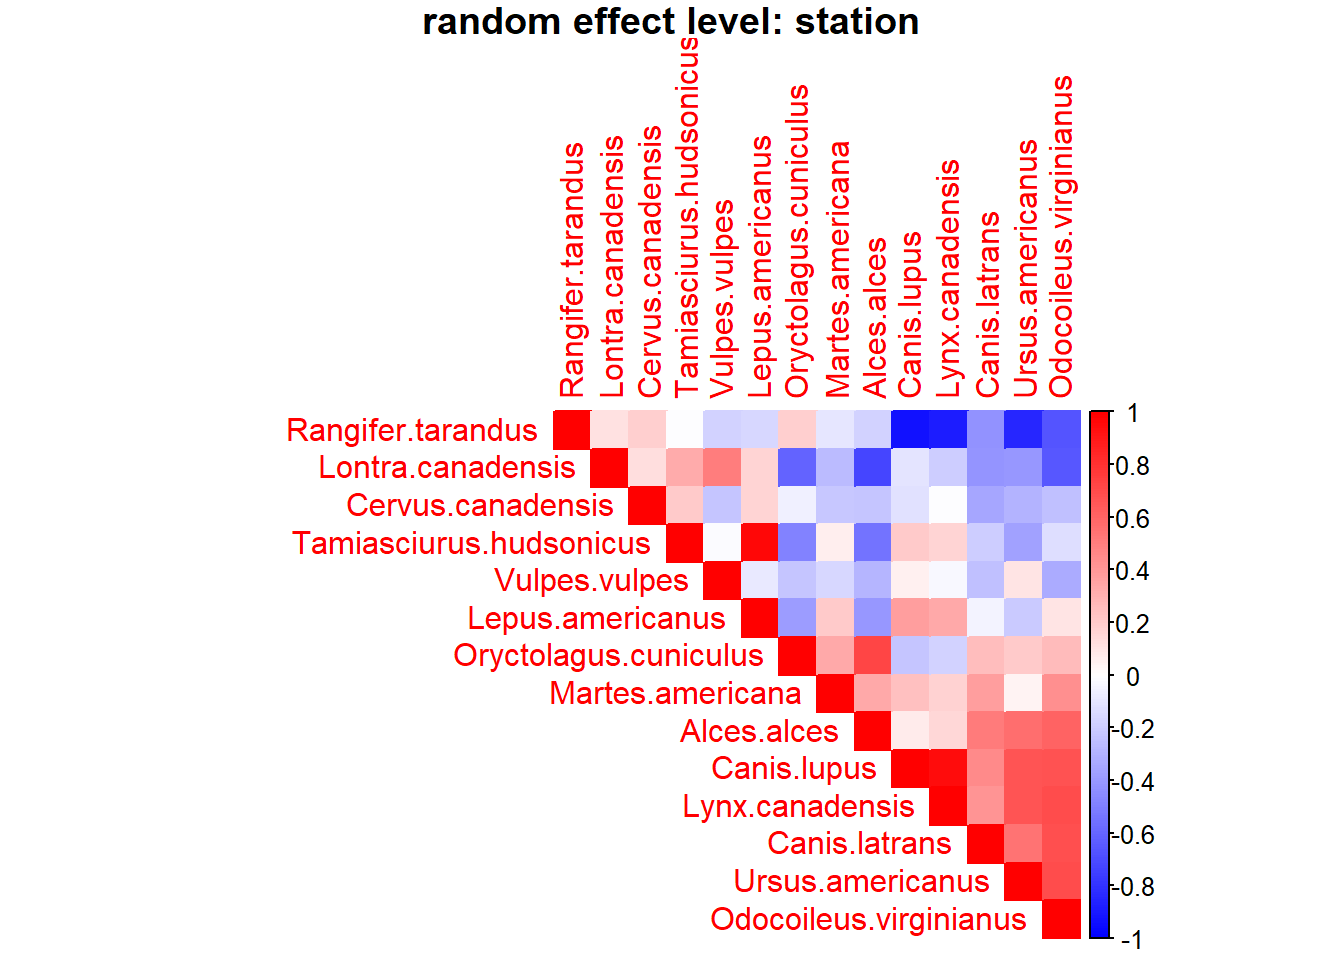 random effect level: station
Rangifer.tarandus
Lontra.canadensis
Cervus.canadensis
Tamiasciurus.hudsonicus
Vulpes.vulpes
Lepus.americanus
Oryctolagus.cuniculus
Martes.americana
Alces.alces
Canis.lupus
Lynx.canadensis
Canis.latrans
Ursus.americanus
Odocoileus.virginianus
Rangifer.tarandus
Lontra.canadensis
Cervus.canadensis
Tamiasciurus.hudsonicus
Vulpes.vulpes
Lepus.americanus
Oryctolagus.cuniculus
Martes.americana
Alces.alces
Canis.lupus
Lynx.canadensis
Canis.latrans
Ursus.americanus
Odocoileus.virginianus
1
0.8
0.6
0.4
0.2
0
-0.2
-0.4
-0.6
-0.8
-1